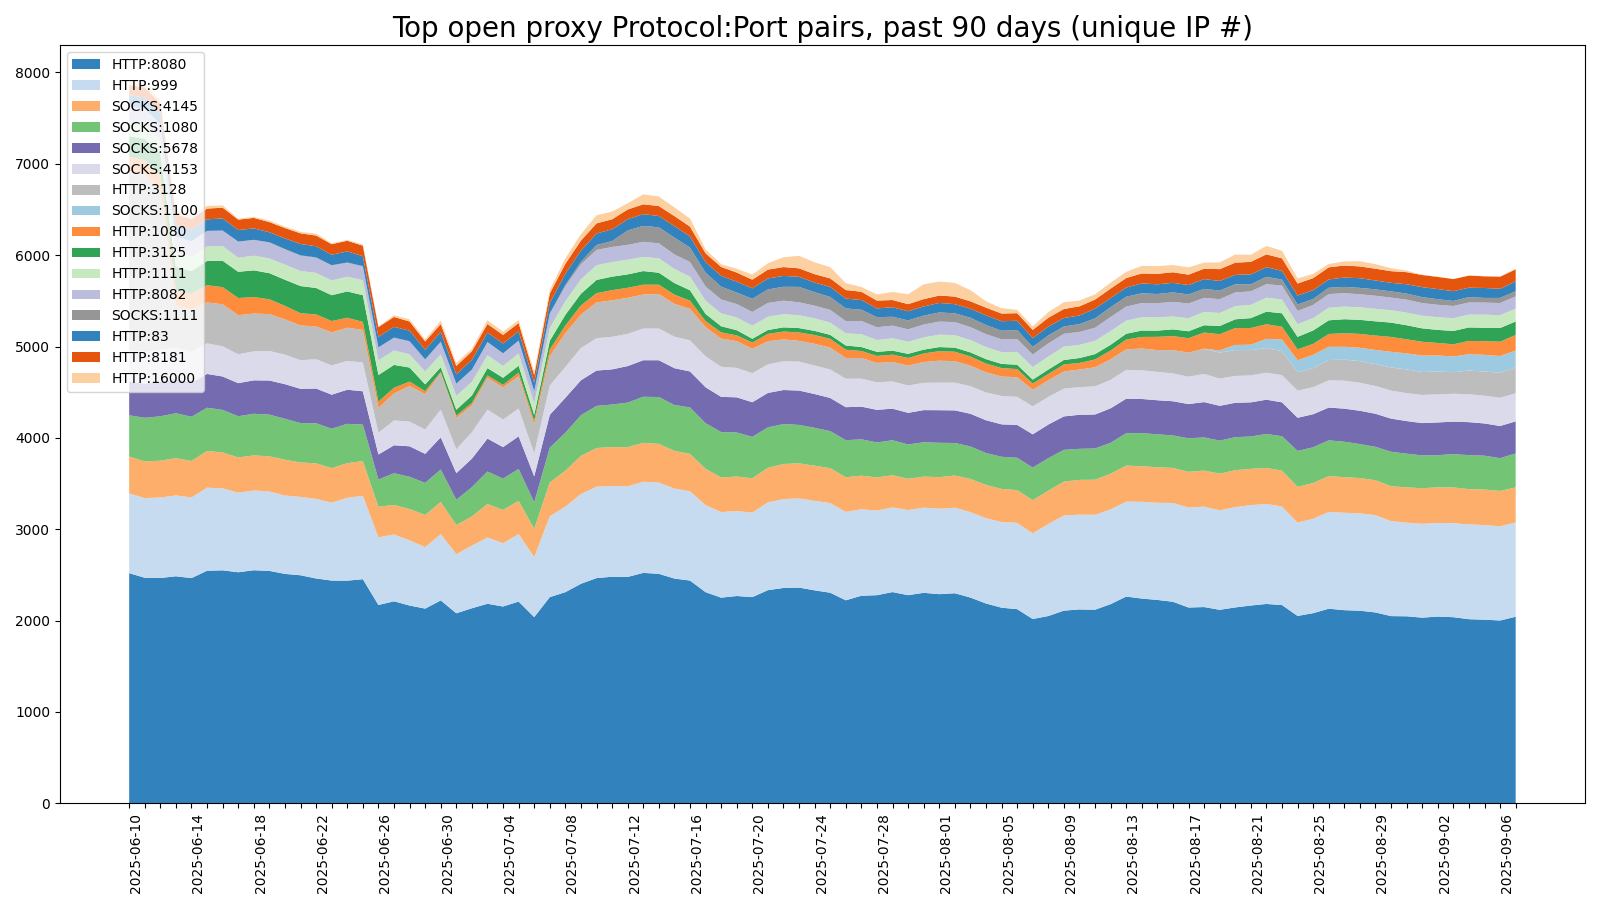 Top open proxy Protocol:Port pairs, past 90 days (unique IP #)
8000
7000
6000
5000
4000
3000
2000
1000
0
HTTP:8080
HTTP:999
SOCKS:4145
SOCKS:1080
SOCKS:5678
SOCKS:4153
HTTP:3128
SOCKS:1100
HTTP:1080
HTTP:3125
HTTP:1111
HTTP:8082
SOCKS:1111
HTTP:83
HTTP:8181
HTTP:16000
2025-06-10
2025-06-14
2025-06-18
2025-06-22
2025-06-26
2025-06-30
2025-07-04
2025-07-08
2025-07-12
2025-07-16
2025-07-20
2025-07-24
2025-07-28
2025-08-01
2025-08-05
2025-08-09
2025-08-13
2025-08-17
2025-08-21
2025-08-25
2025-08-29
2025-09-02
2025-09-06